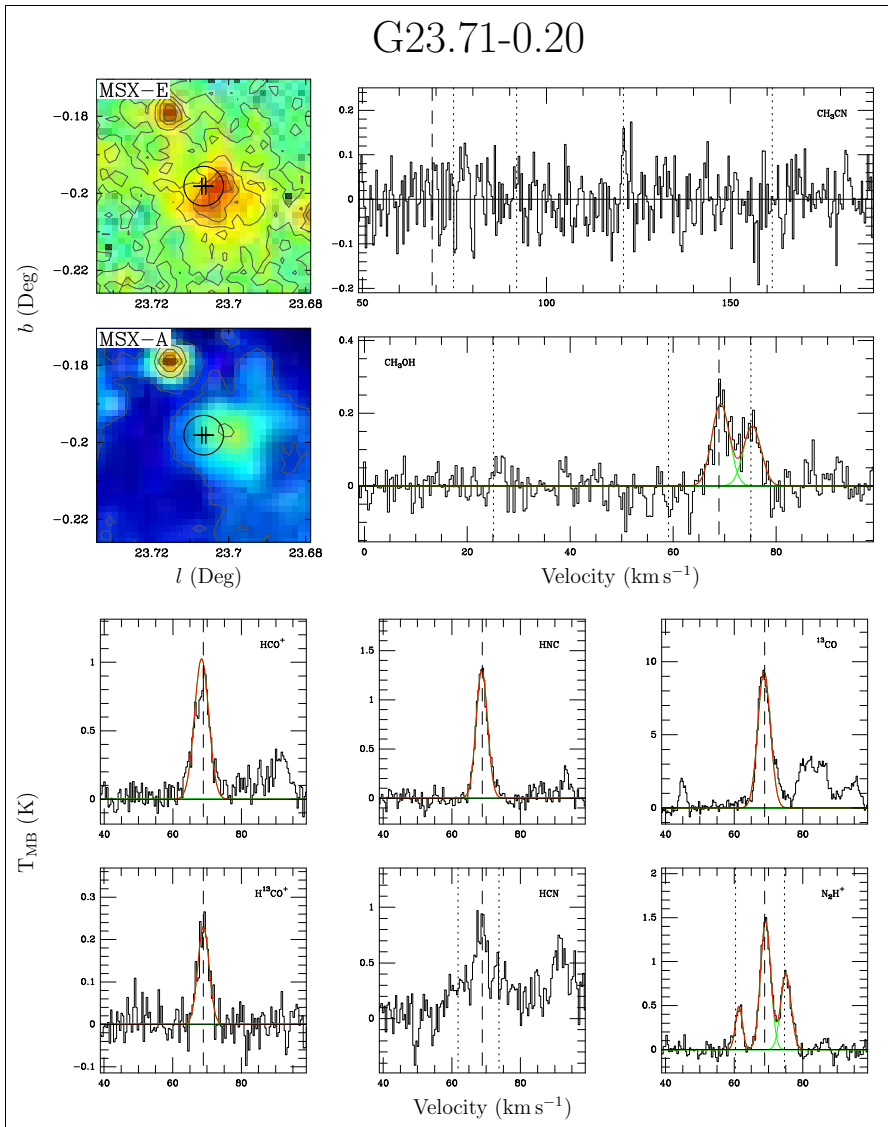 G23.71-0.20
MSX-E
−0.18
−0.2
−0.22
23.72 23.7 23.68
CH₃CN
0.2
0.1
0
−0.1
−0.2
50 100 150
b (Deg)
MSX-A
−0.18
−0.2
−0.22
23.72 23.7 23.68
l (Deg)
CH₃OH
0.4
0.2
0
0 20 40 60 80
Velocity (km s⁻¹)
HCO⁺
1
0.5
0
40 60 80
HNC
1.5
1
0.5
0
40 60 80
¹³CO
10
5
0
40 60 80
T_MB (K)
H¹³CO⁺
0.3
0.2
0.1
0
−0.1
40 60 80
HCN
1
0.5
0
40 60 80
N₂H⁺
2
1.5
1
0.5
0
40 60 80
Velocity (km s⁻¹)